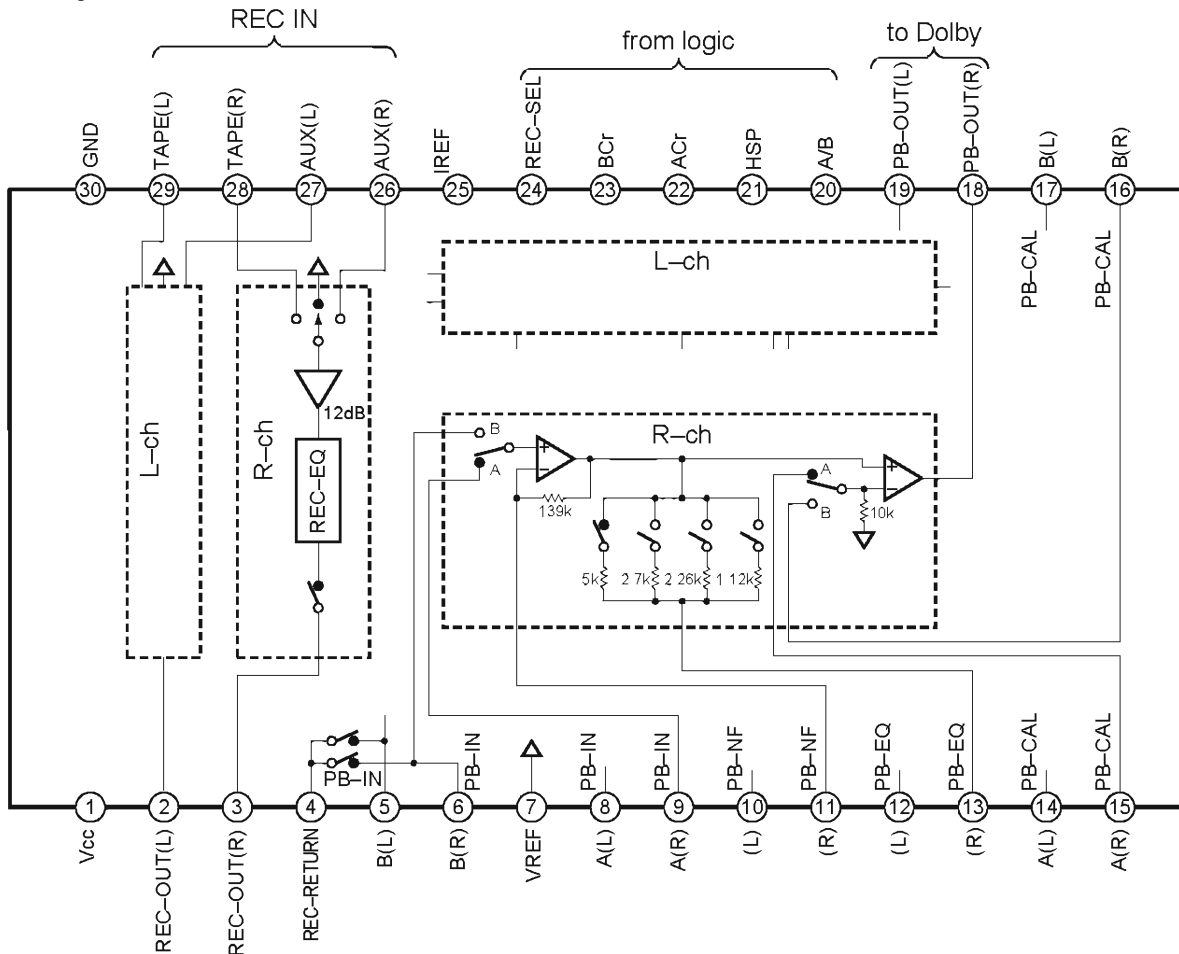 REC IN
from logic
to Dolby
GND
TAPE(L)
TAPE(R)
AUX(L)
AUX(R)
IREF
REC–SEL
BCr
ACr
HSP
A/B
PB–OUT(L)
PB–OUT(R)
B(L)
B(R)
30
29
28
27
26
25
24
23
22
21
20
19
18
17
16
PB–CAL
PB–CAL
L–ch
L–ch
R–ch
12dB
REC–EQ
R–ch
B
A
+
−
139k
5k
2 7k
2 26k
1 12k
A
B
10k
+
−
PB–IN
PB–IN
PB–IN
PB–IN
PB–NF
PB–NF
PB–EQ
PB–EQ
PB–CAL
PB–CAL
1
2
3
4
5
6
7
8
9
10
11
12
13
14
15
Vcc
REC–OUT(L)
REC–OUT(R)
REC-RETURN
B(L)
B(R)
VREF
A(L)
A(R)
(L)
(R)
(L)
(R)
A(L)
A(R)